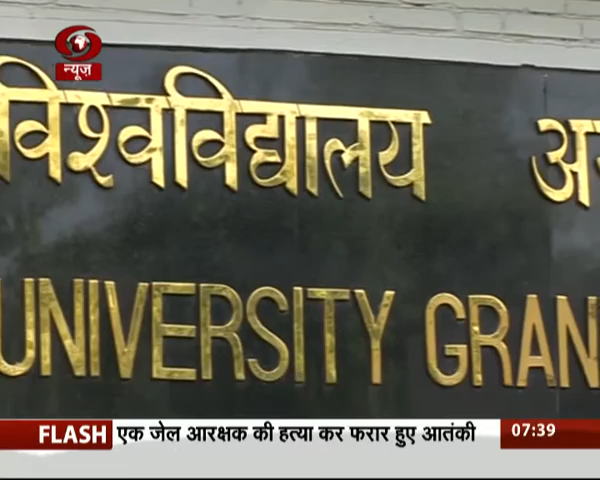 न्यूज़
विश्वविद्यालय
UNIVERSITY GRAN
FLASH एक जेल आरक्षक की हत्या कर फरार हुए आतंकी 07:39